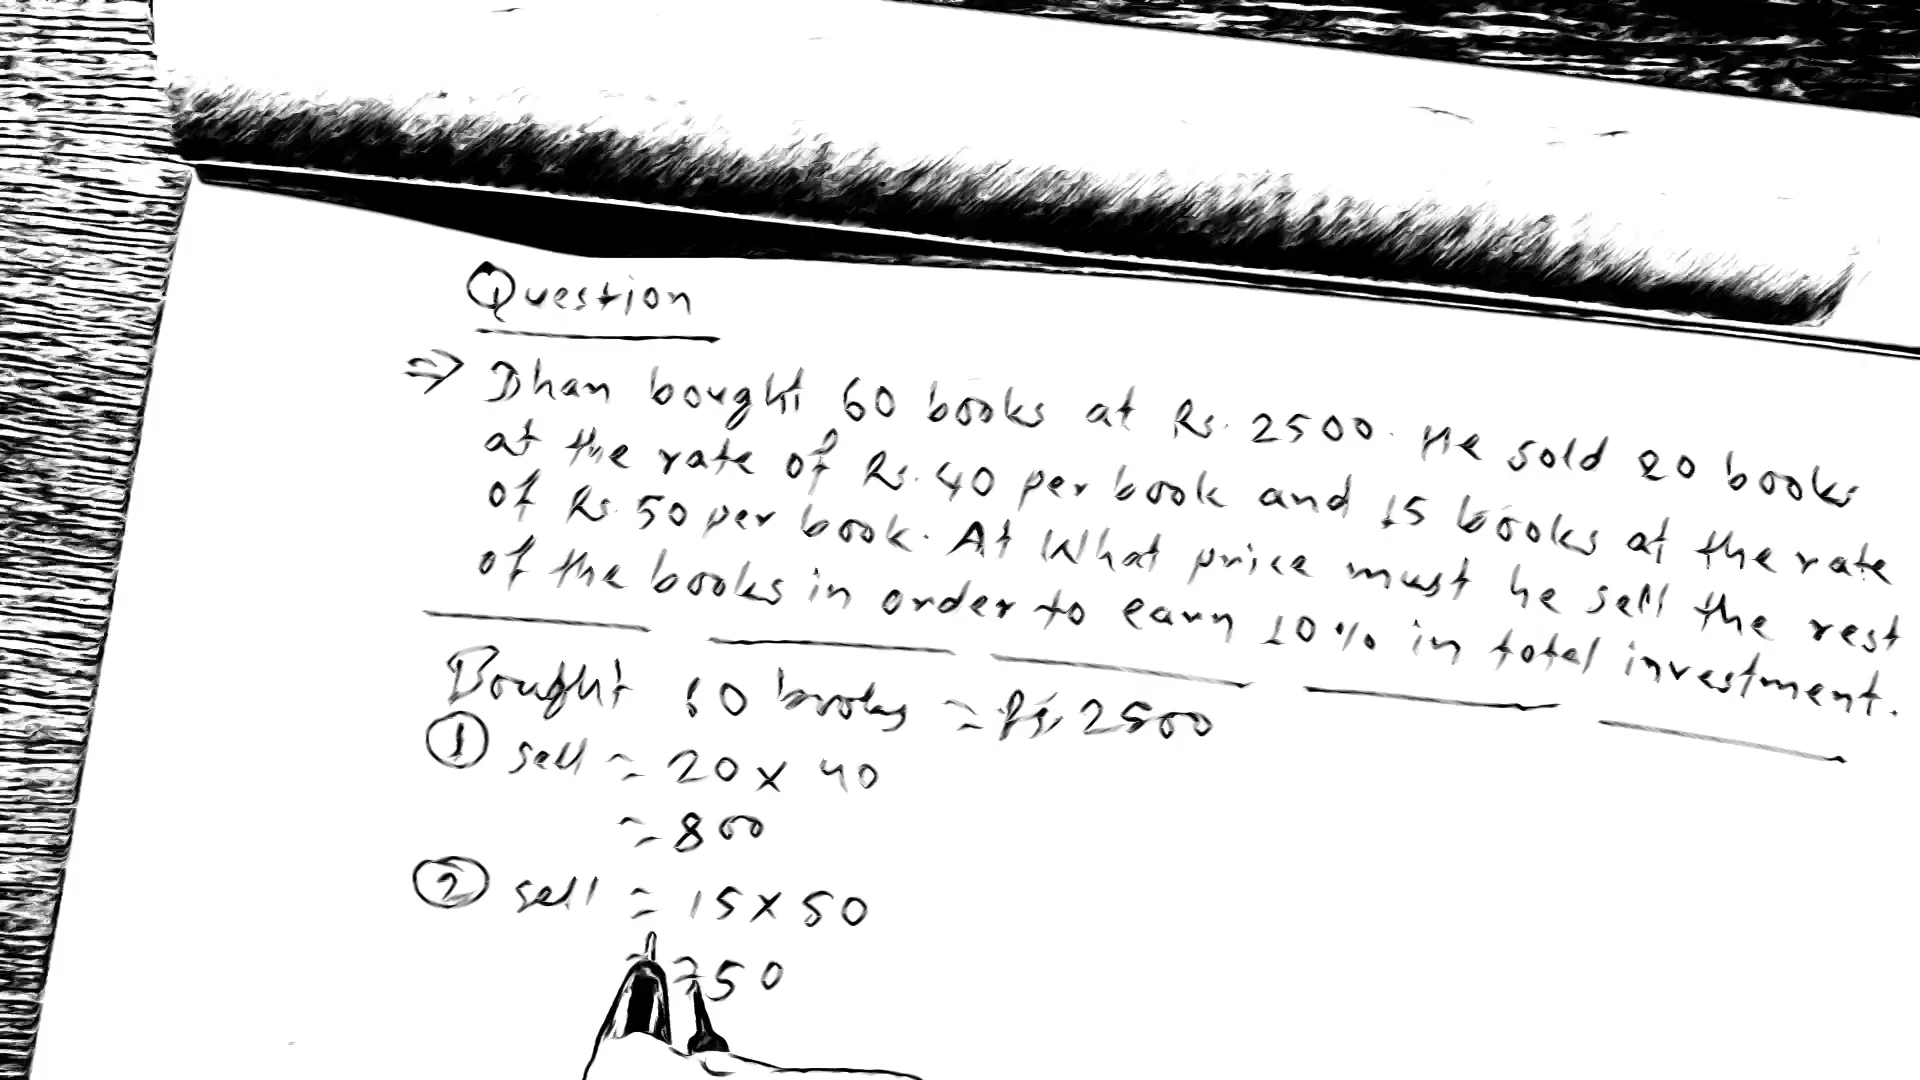 Question
⇒ Dhan bought 60 books at Rs. 2500. He sold 20 books
at the rate of Rs. 40 per book and 15 books at the rate
of Rs. 50 per book. At What price must he sell the rest
of the books in order to earn 10% in total investment.
Bought 60 books = Rs. 2500
① sell = 20 x 40
= 800
② sell = 15 x 50
= 750